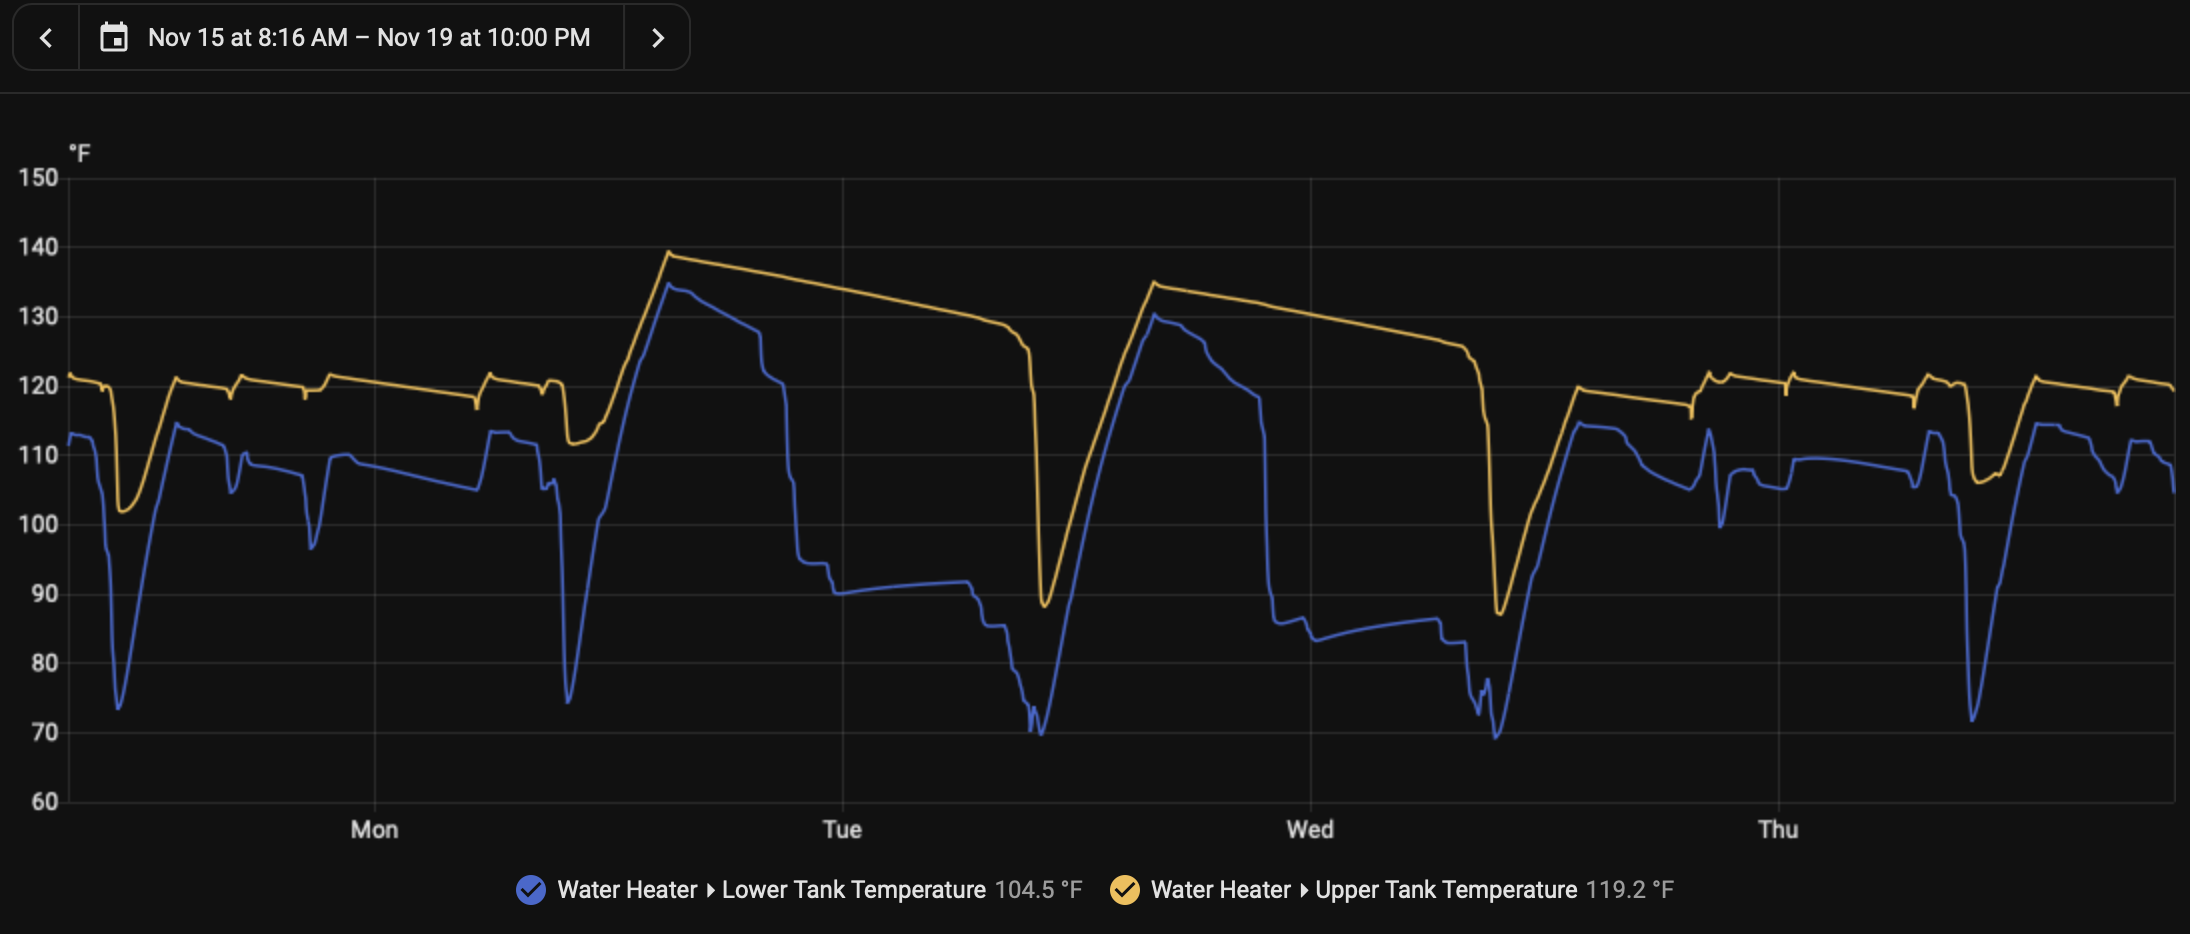 Nov 15 at 8:16 AM – Nov 19 at 10:00 PM
°F
150
140
130
120
110
100
90
80
70
60
Mon Tue Wed Thu
Water Heater ▸ Lower Tank Temperature 104.5 °F Water Heater ▸ Upper Tank Temperature 119.2 °F